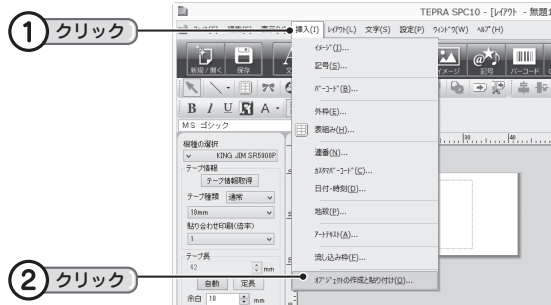 TEPRA SPC10 - [ﾚｲｱｳﾄ - 無題1
① クリック
挿入(I) ﾚｲｱｳﾄ(L) 文字(S) 設定(P) ｳｨﾝﾄﾞｳ(W) ﾍﾙﾌﾟ(H)
新規/開く 保存 イメージ 記号 バーコード
B I U A
MS ゴシック
ｲﾒｰｼﾞ(I)...
記号(S)...
ﾊﾞｰｺｰﾄﾞ(B)...
外枠(E)...
表組み(H)...
連番(N)...
ｶｽﾀﾏﾊﾞｰｺｰﾄﾞ(C)...
日付・時刻(D)...
地紋(P)...
ｱｰﾄﾃｷｽﾄ(A)...
流し込み枠(F)...
ｵﾌﾞｼﾞｪｸﾄの作成と貼り付け(O)...
30 40
機種の選択
KING JIM SR5900P
テープ情報
テープ情報取得
テープ種類 通常
18mm
貼り合わせ印刷(倍率)
1
テープ長
42 mm
自動 定長
余白 10 mm
② クリック